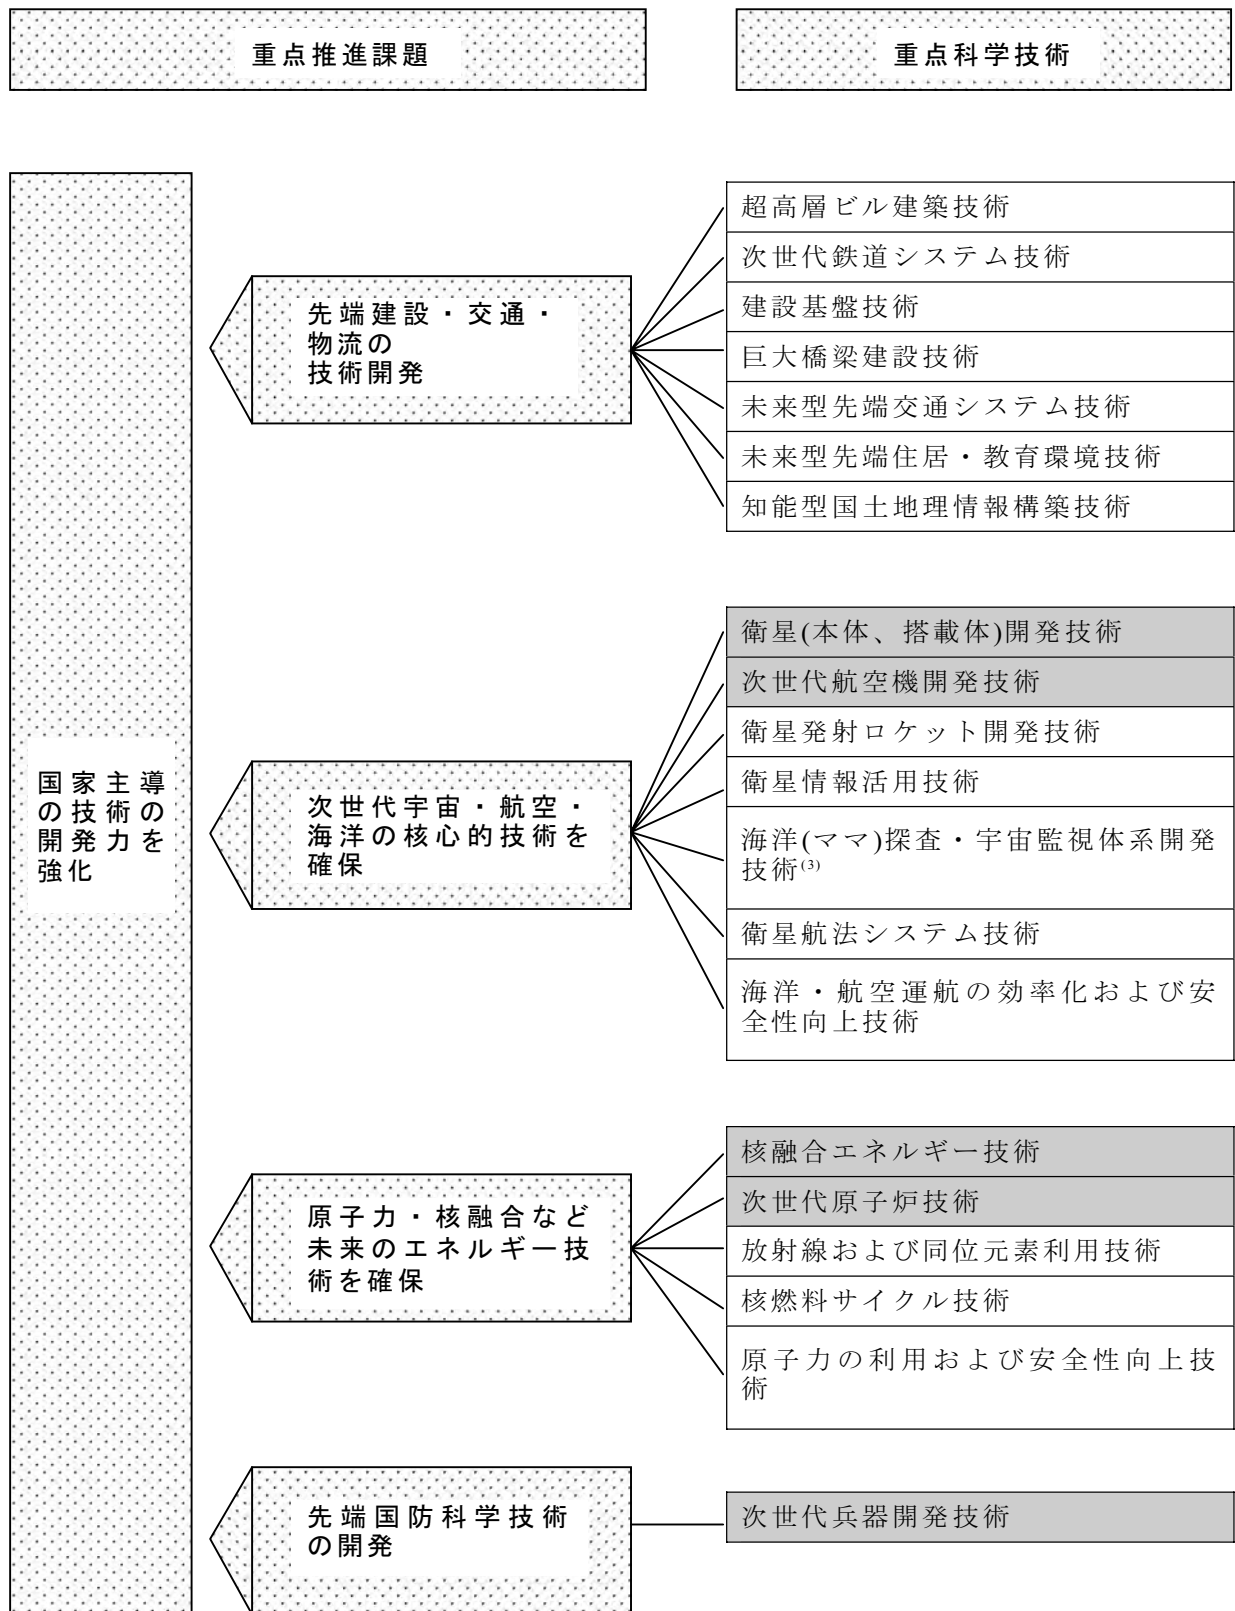 重点推進課題
重点科学技術
国家主導
の技術の
開発力を
強化
先端建設・交通・
物流の
技術開発
超高層ビル建築技術
次世代鉄道システム技術
建設基盤技術
巨大橋梁建設技術
未来型先端交通システム技術
未来型先端住居・教育環境技術
知能型国土地理情報構築技術
次世代宇宙・航空・
海洋の核心的技術を
確保
衛星(本体、搭載体)開発技術
次世代航空機開発技術
衛星発射ロケット開発技術
衛星情報活用技術
海洋(ママ)探査・宇宙監視体系開発
技術(3)
衛星航法システム技術
海洋・航空運航の効率化および安
全性向上技術
原子力・核融合など
未来のエネルギー技
術を確保
核融合エネルギー技術
次世代原子炉技術
放射線および同位元素利用技術
核燃料サイクル技術
原子力の利用および安全性向上技
術
先端国防科学技術
の開発
次世代兵器開発技術